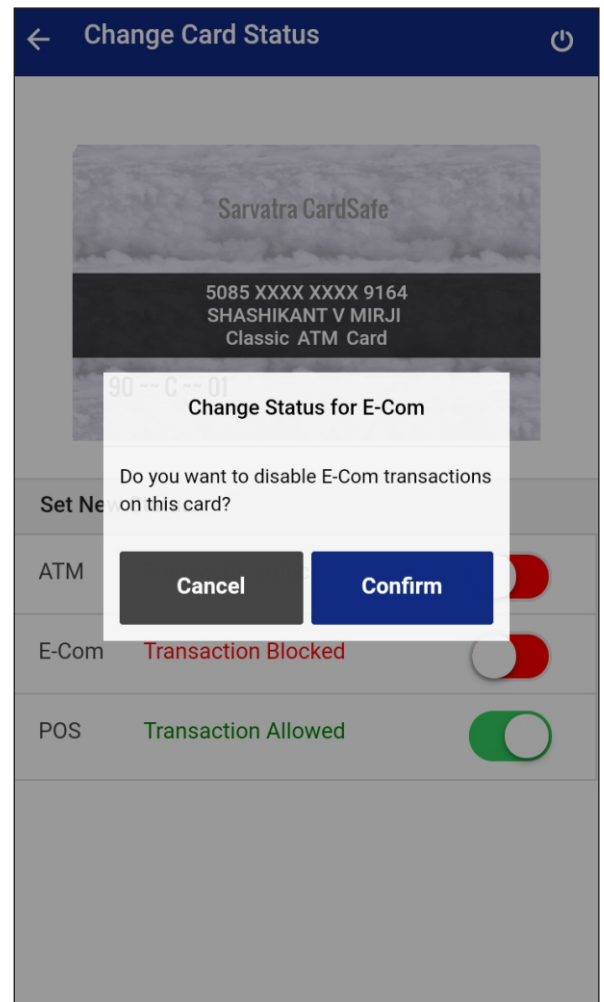 Change Card Status
Sarvatra CardSafe
5085 XXXX XXXX 9164
SHASHIKANT V MIRJI
Classic ATM Card
90 -- C -- 01
Change Status for E-Com
Do you want to disable E-Com transactions
on this card?
Set New
ATM
Cancel Confirm
E-Com Transaction Blocked
POS Transaction Allowed